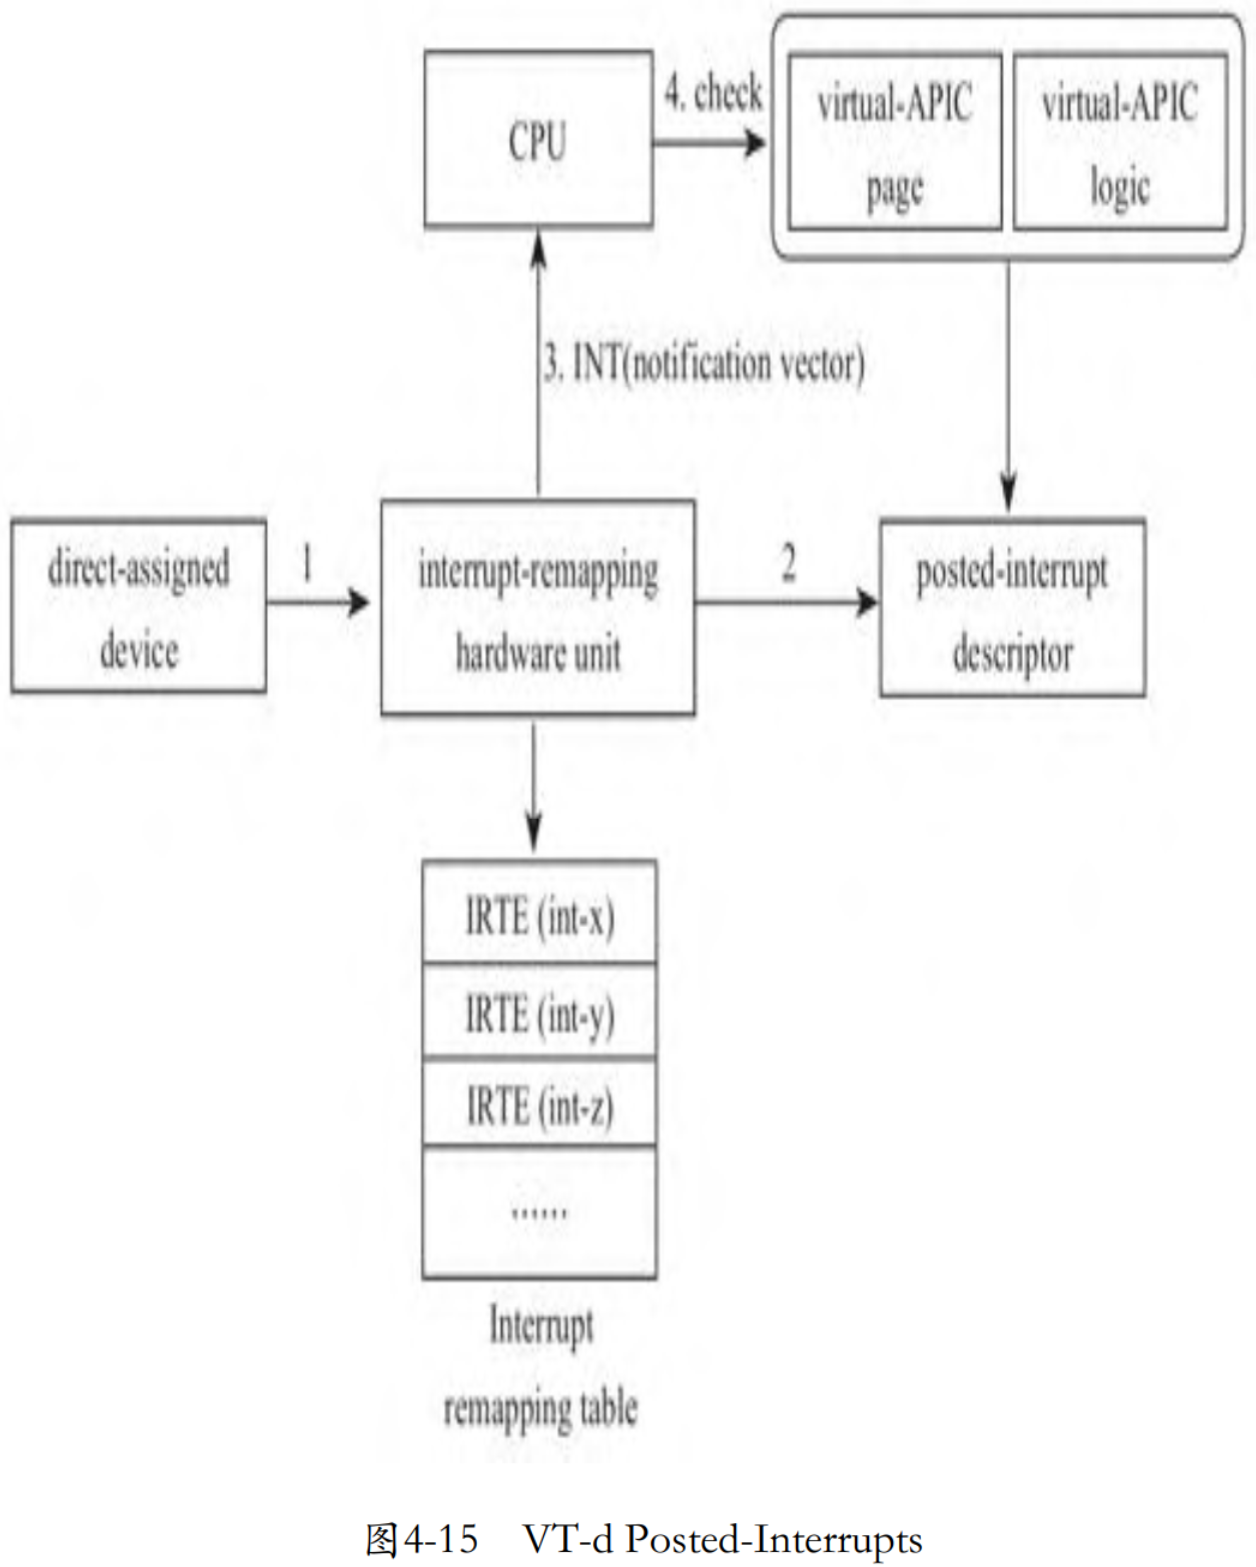 CPU
4. check
virtual-APIC
page
virtual-APIC
logic
3. INT(notification vector)
direct-assigned
device
1
interrupt-remapping
hardware unit
2
posted-interrupt
descriptor
IRTE (int-x)
IRTE (int-y)
IRTE (int-z)
......
Interrupt
remapping table
图4-15 VT-d Posted-Interrupts